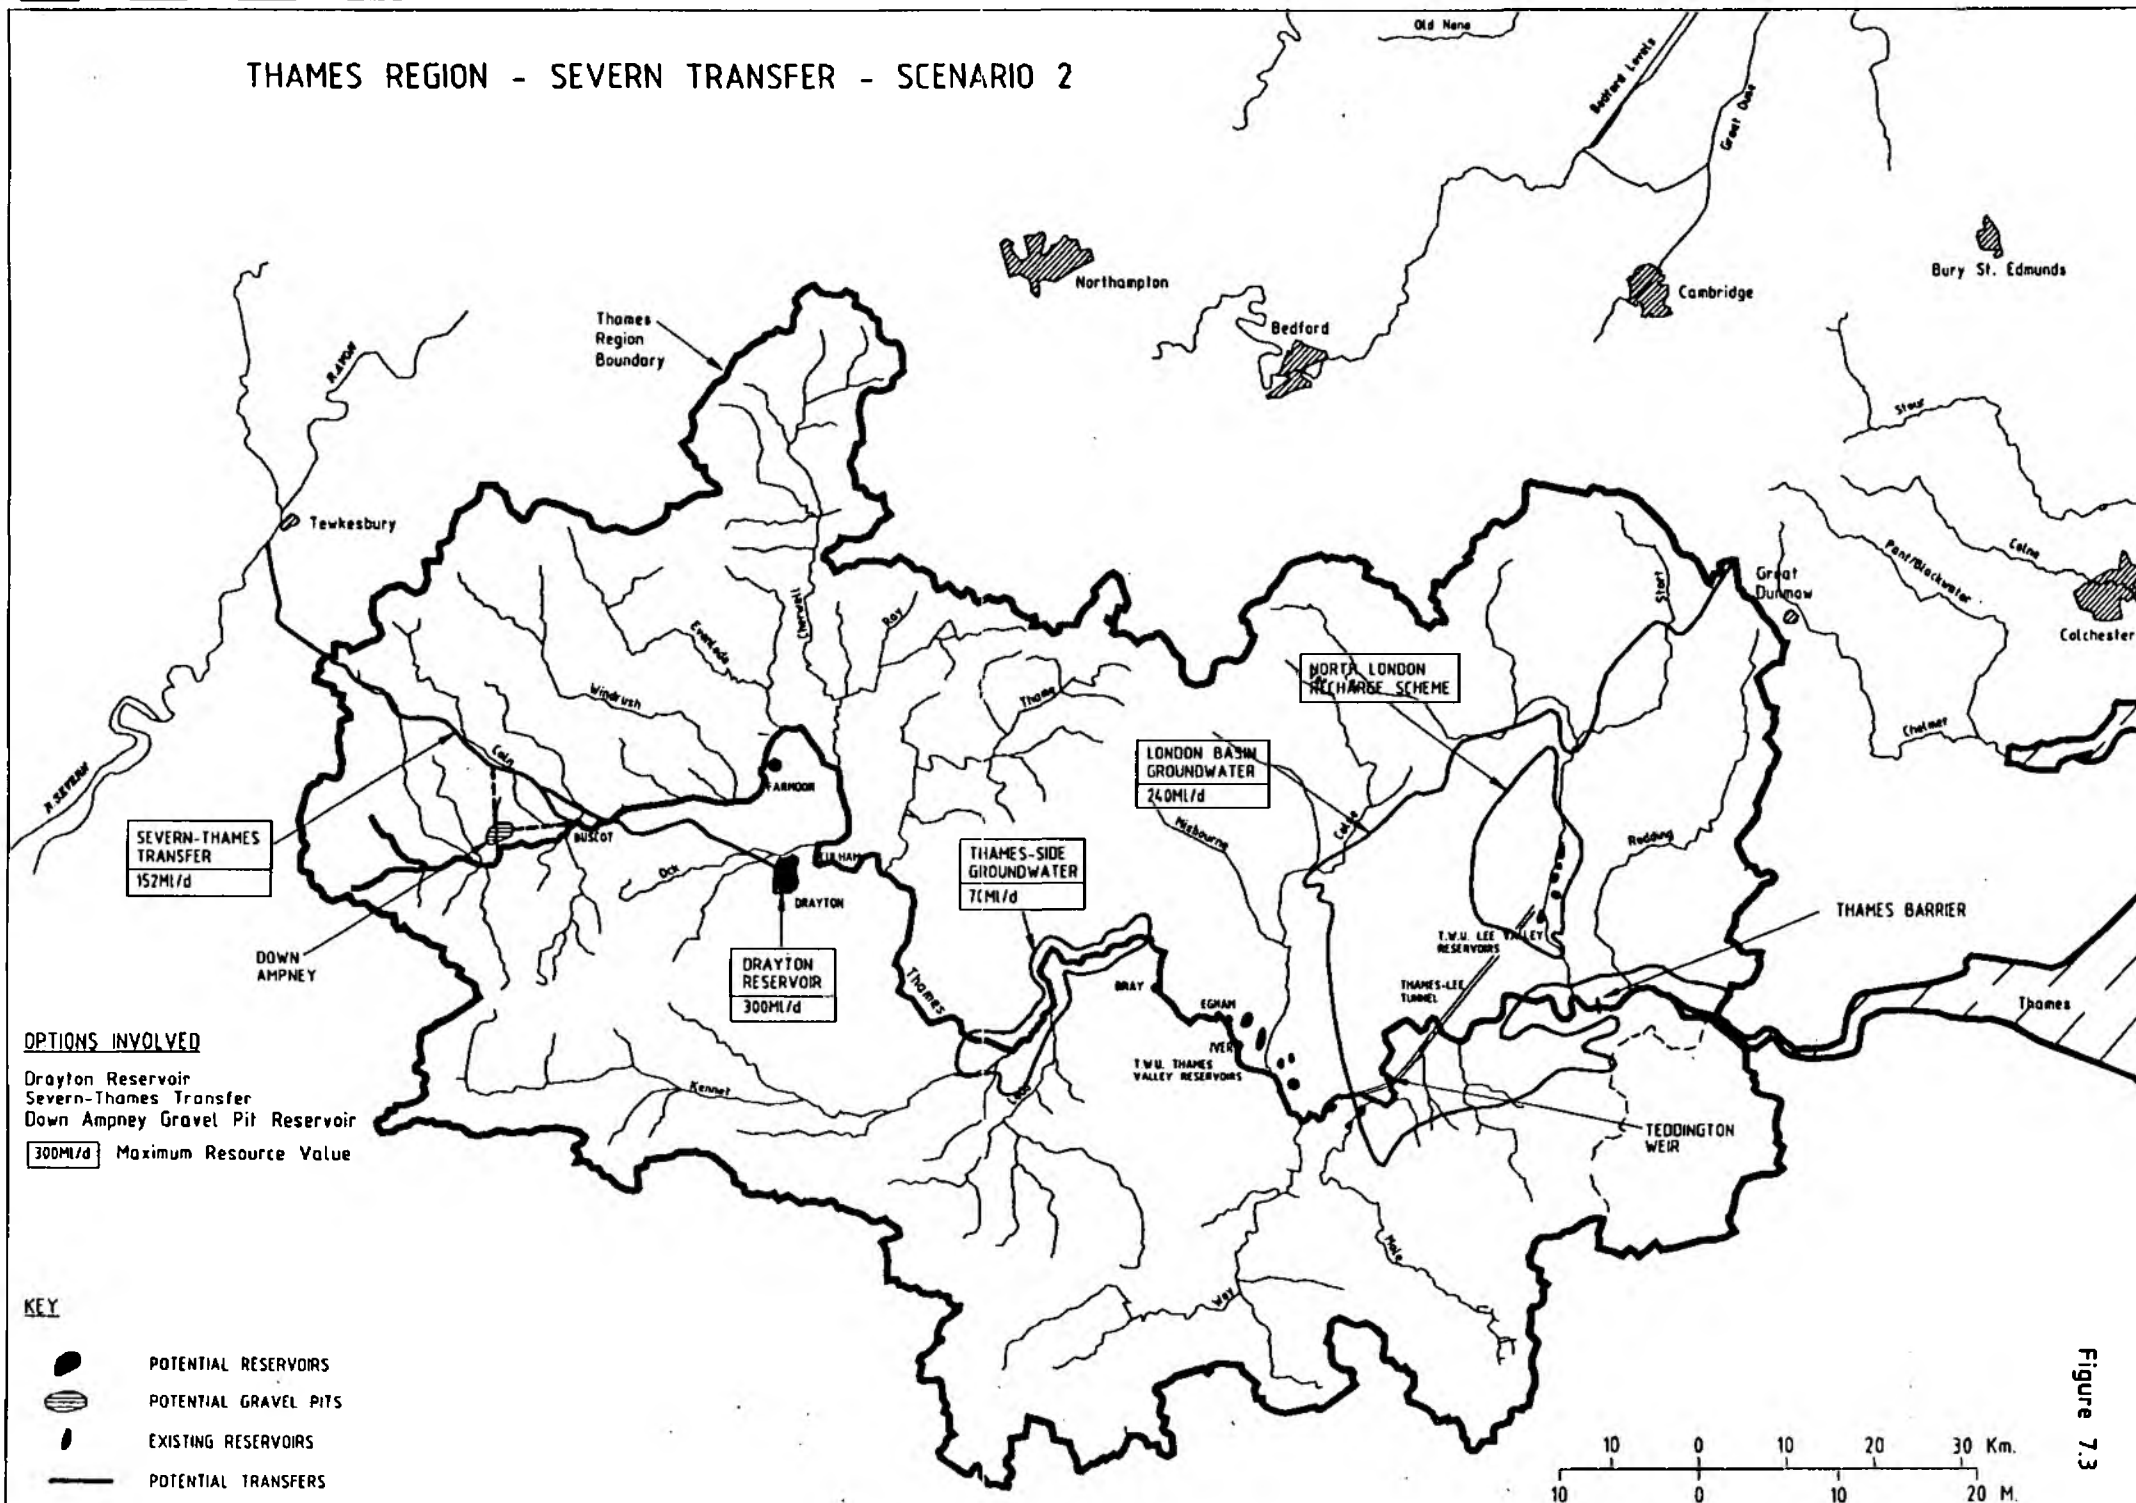 THAMES REGION - SEVERN TRANSFER - SCENARIO 2
Old Nene
Bedford Levels
Great Ouse
Northampton
Cambridge
Bury St. Edmunds
Bedford
Thames
Region
Boundary
R.AVON
Stour
Tewkesbury
Colne
Pant/Blackwater
Great
Dunmow
Colchester
Stort
Cherwell
Ray
Evenlode
Windrush
Thame
NORTH LONDON
RECHARGE SCHEME
Chelmer
Coln
LONDON BASIN
GROUNDWATER
240Ml/d
R.SEVERN
FARMOOR
SEVERN-THAMES
TRANSFER
152Ml/d
BUSCOT
Misbourne
Colne
Rodding
CULHAM
Ock
DRAYTON
THAMES-SIDE
GROUNDWATER
70Ml/d
THAMES BARRIER
T.W.U. LEE VALLEY
RESERVOIRS
DOWN
AMPNEY
DRAYTON
RESERVOIR
300Ml/d
Thames
BRAY
THAMES-LEE
TUNNEL
EGHAM
Thames
IVER
T.W.U. THAMES
VALLEY RESERVOIRS
OPTIONS INVOLVED
Drayton Reservoir
Severn-Thames Transfer
Down Ampney Gravel Pit Reservoir
300Ml/d Maximum Resource Value
Kennet
TEDDINGTON
WEIR
Mole
Wey
KEY
POTENTIAL RESERVOIRS
POTENTIAL GRAVEL PITS
EXISTING RESERVOIRS
POTENTIAL TRANSFERS
10 0 10 20 30 Km.
10 0 10 20 M.
Figure 7.3